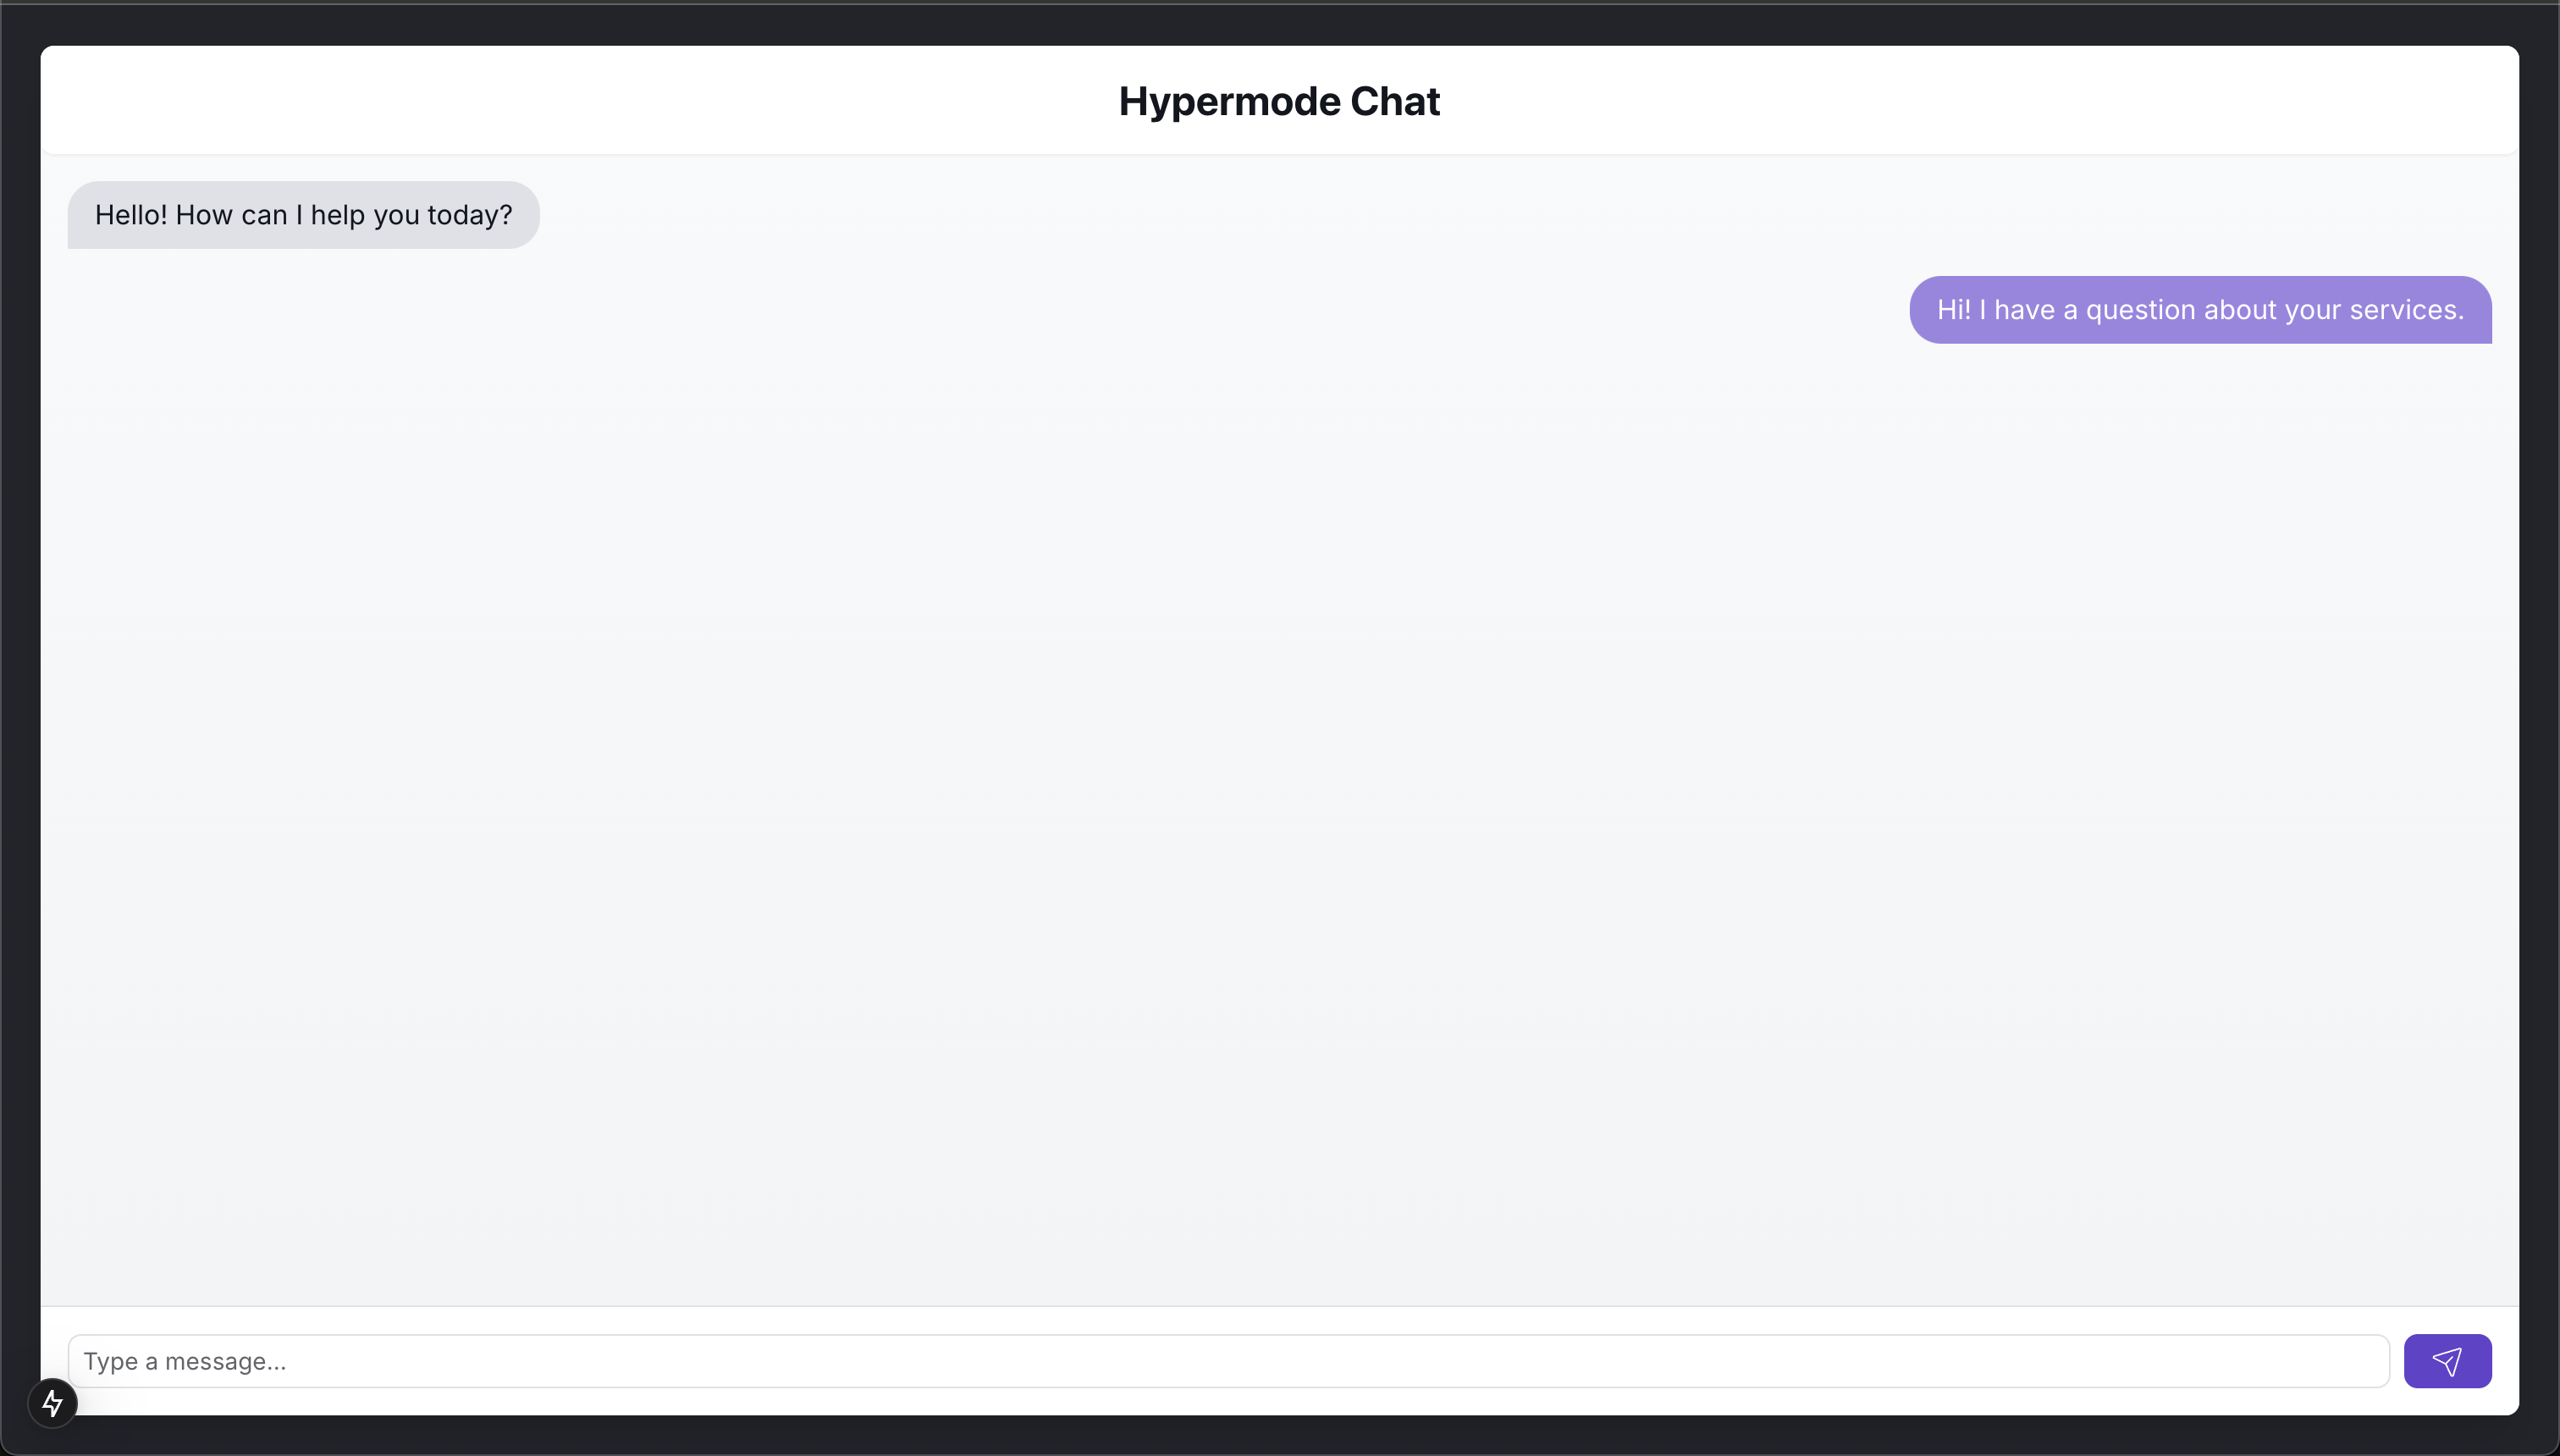 Hypermode Chat
Hello! How can I help you today?
Hi! I have a question about your services.
Type a message...